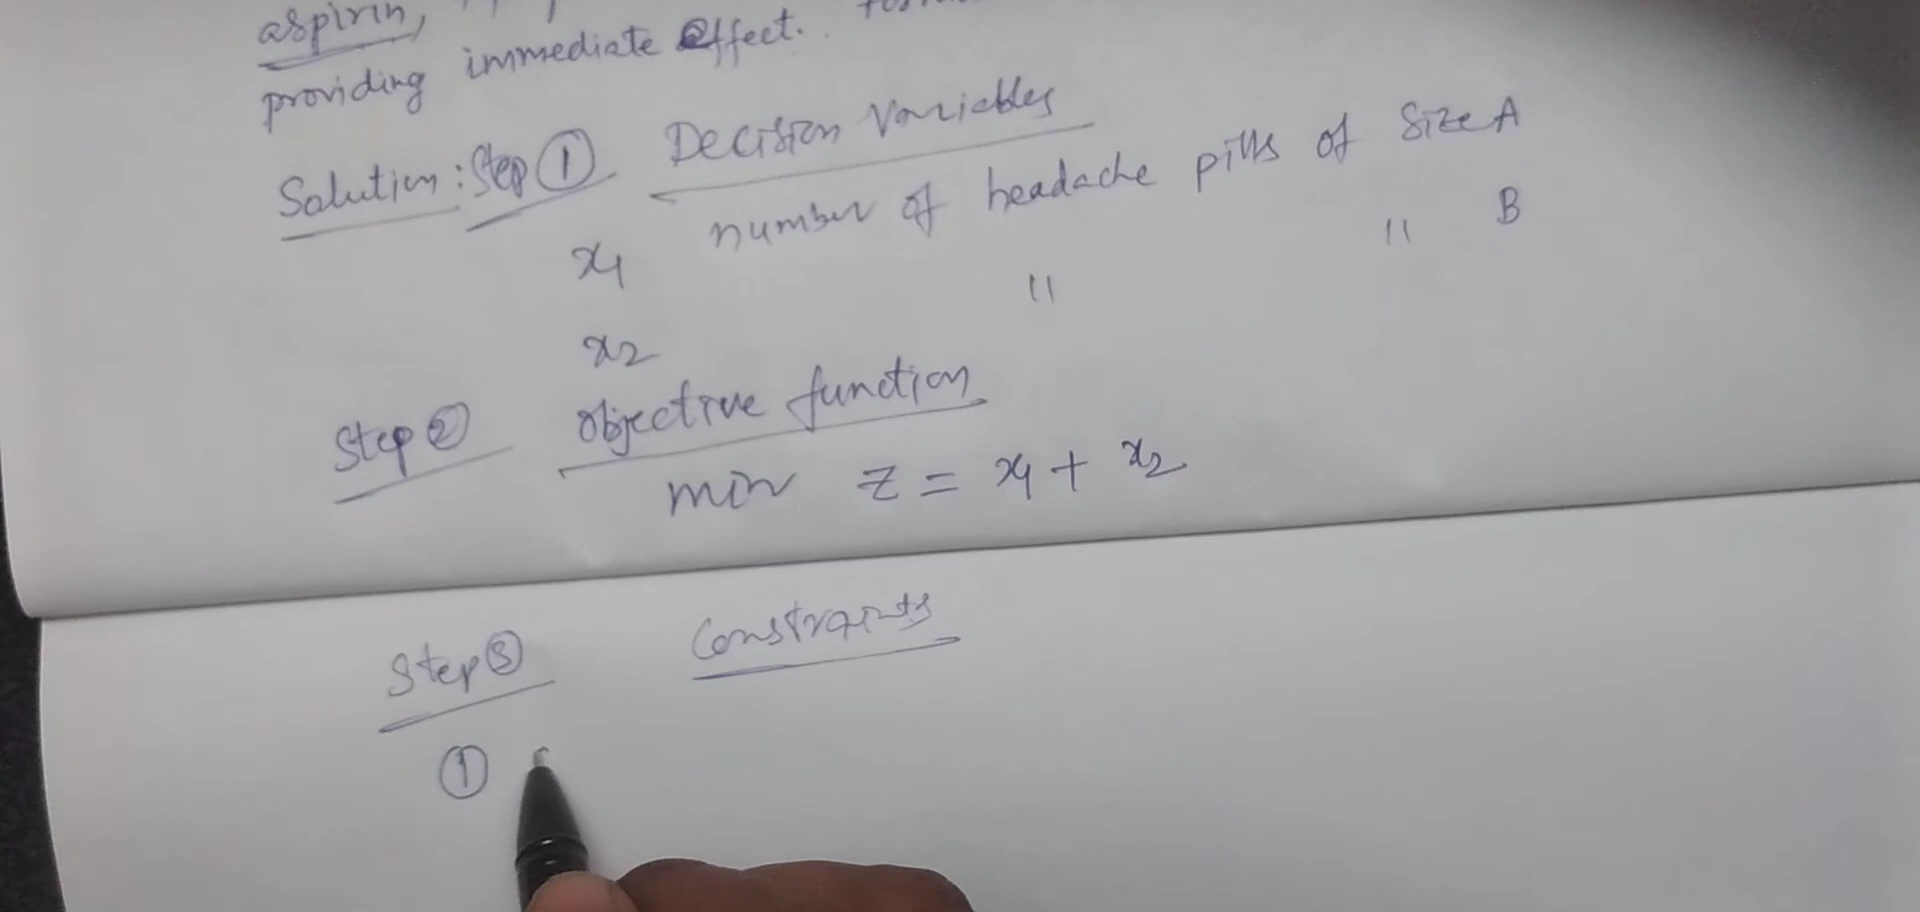 aspirin,
providing immediate effect.
Solution: Step ① Decision Variables
x1 number of headache pills of Size A
x2 " " B
Step ② Objective function
min Z = x1 + x2
Step ③ Constraints
①